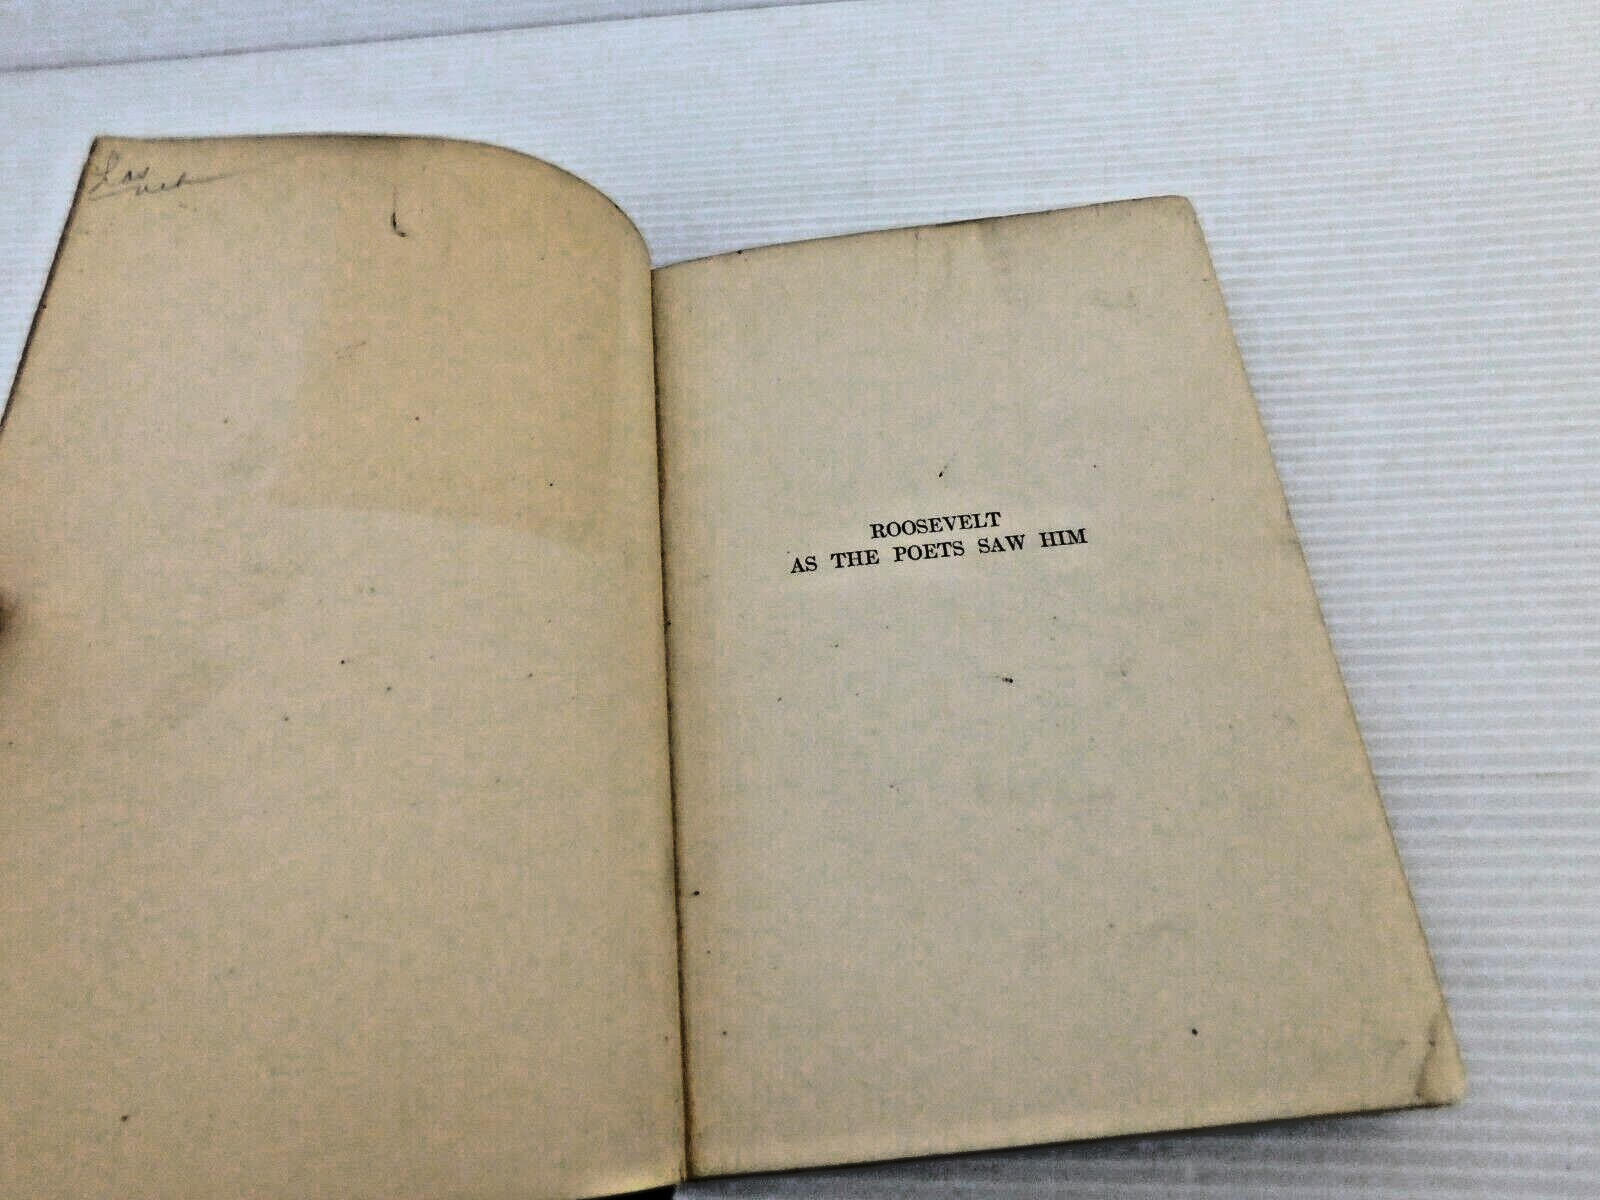 ROOSEVELT
AS THE POETS SAW HIM